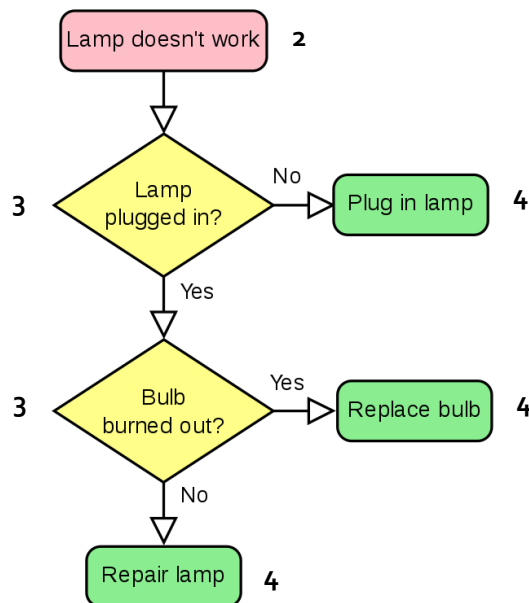 Lamp doesn't work 2
Lamp
plugged in?
3
No
Plug in lamp 4
Yes
Bulb
burned out?
3
Yes
Replace bulb 4
No
Repair lamp 4